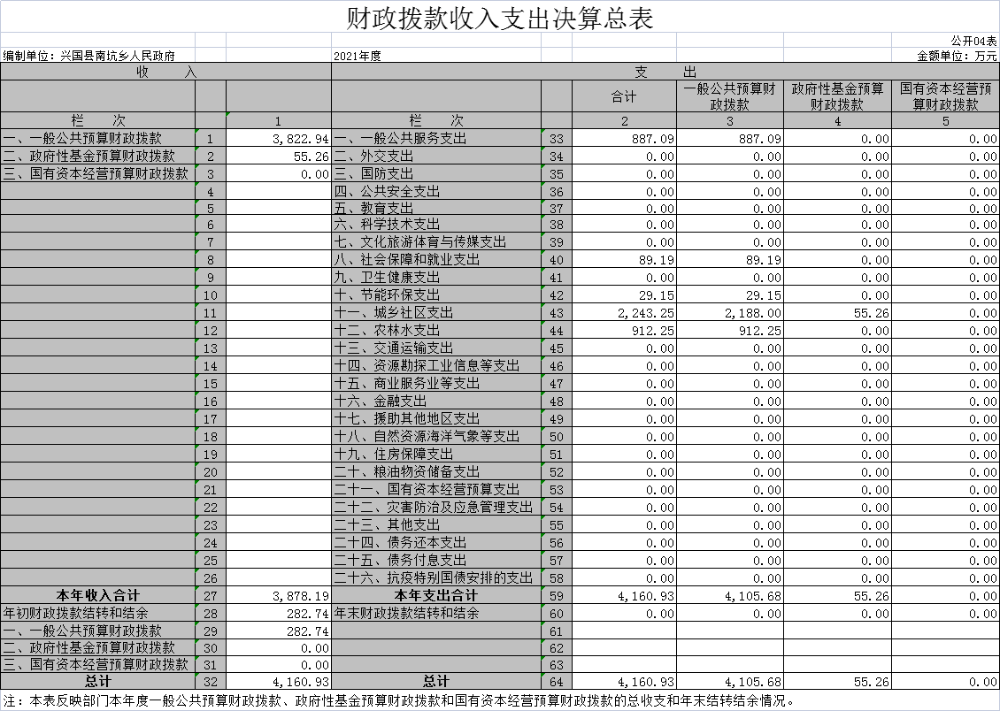 财政拨款收入支出决算总表
公开04表
编制单位：兴国县南坑乡人民政府 2021年度 金额单位：万元
收 入 支 出
合计 一般公共预算财政拨款 政府性基金预算财政拨款 国有资本经营预算财政拨款
栏 次 1 栏 次 2 3 4 5
一、一般公共预算财政拨款 1 3,822.94 一、一般公共服务支出 33 887.09 887.09 0.00 0.00
二、政府性基金预算财政拨款 2 55.26 二、外交支出 34 0.00 0.00 0.00 0.00
三、国有资本经营预算财政拨款 3 0.00 三、国防支出 35 0.00 0.00 0.00 0.00
4 四、公共安全支出 36 0.00 0.00 0.00 0.00
5 五、教育支出 37 0.00 0.00 0.00 0.00
6 六、科学技术支出 38 0.00 0.00 0.00 0.00
7 七、文化旅游体育与传媒支出 39 0.00 0.00 0.00 0.00
8 八、社会保障和就业支出 40 89.19 89.19 0.00 0.00
9 九、卫生健康支出 41 0.00 0.00 0.00 0.00
10 十、节能环保支出 42 29.15 29.15 0.00 0.00
11 十一、城乡社区支出 43 2,243.25 2,188.00 55.26 0.00
12 十二、农林水支出 44 912.25 912.25 0.00 0.00
13 十三、交通运输支出 45 0.00 0.00 0.00 0.00
14 十四、资源勘探工业信息等支出 46 0.00 0.00 0.00 0.00
15 十五、商业服务业等支出 47 0.00 0.00 0.00 0.00
16 十六、金融支出 48 0.00 0.00 0.00 0.00
17 十七、援助其他地区支出 49 0.00 0.00 0.00 0.00
18 十八、自然资源海洋气象等支出 50 0.00 0.00 0.00 0.00
19 十九、住房保障支出 51 0.00 0.00 0.00 0.00
20 二十、粮油物资储备支出 52 0.00 0.00 0.00 0.00
21 二十一、国有资本经营预算支出 53 0.00 0.00 0.00 0.00
22 二十二、灾害防治及应急管理支出 54 0.00 0.00 0.00 0.00
23 二十三、其他支出 55 0.00 0.00 0.00 0.00
24 二十四、债务还本支出 56 0.00 0.00 0.00 0.00
25 二十五、债务付息支出 57 0.00 0.00 0.00 0.00
26 二十六、抗疫特别国债安排的支出 58 0.00 0.00 0.00 0.00
本年收入合计 27 3,878.19 本年支出合计 59 4,160.93 4,105.68 55.26 0.00
年初财政拨款结转和结余 28 282.74 年末财政拨款结转和结余 60 0.00 0.00 0.00 0.00
一、一般公共预算财政拨款 29 282.74 61
二、政府性基金预算财政拨款 30 0.00 62
三、国有资本经营预算财政拨款 31 0.00 63
总计 32 4,160.93 总计 64 4,160.93 4,105.68 55.26 0.00
注：本表反映部门本年度一般公共预算财政拨款、政府性基金预算财政拨款和国有资本经营预算财政拨款的总收支和年末结转结余情况。